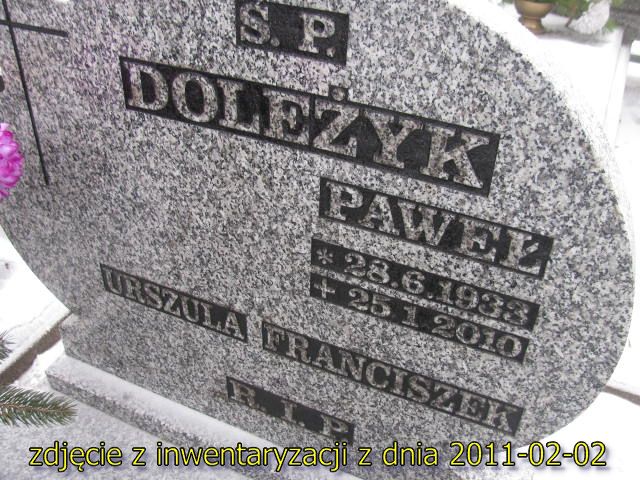 Ś. P.
DOLEŻYK
PAWEŁ
* 28.6.1933
+ 25.1.2010
URSZULA FRANCISZEK
R. I. P.
zdjęcie z inwentaryzacji z dnia 2011-02-02